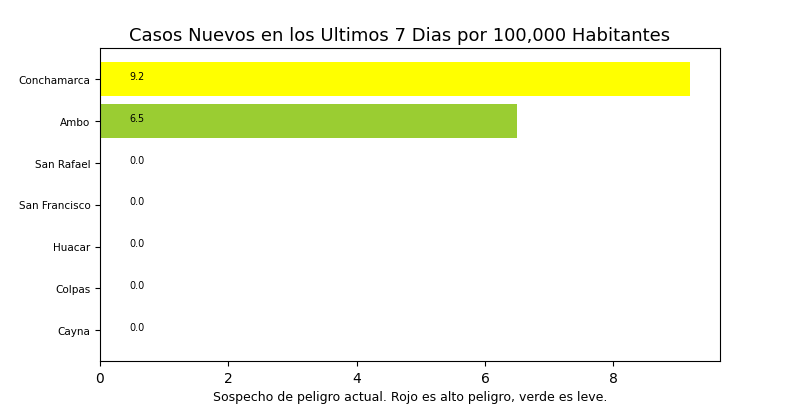 Casos Nuevos en los Ultimos 7 Dias por 100,000 Habitantes
Conchamarca 9.2
Ambo 6.5
San Rafael 0.0
San Francisco 0.0
Huacar 0.0
Colpas 0.0
Cayna 0.0
0 2 4 6 8
Sospecho de peligro actual. Rojo es alto peligro, verde es leve.